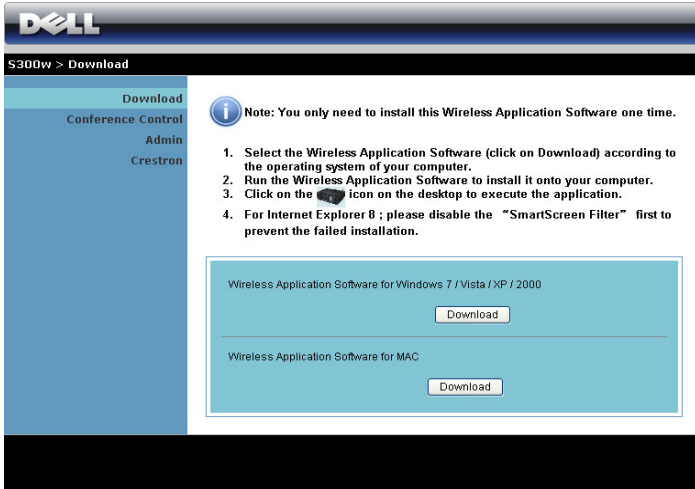 DELL
S300w > Download
Download
Conference Control
Admin
Crestron
Note: You only need to install this Wireless Application Software one time.
1. Select the Wireless Application Software (click on Download) according to
the operating system of your computer.
2. Run the Wireless Application Software to install it onto your computer.
3. Click on the icon on the desktop to execute the application.
4. For Internet Explorer 8 ; please disable the “SmartScreen Filter” first to
prevent the failed installation.
Wireless Application Software for Windows 7 / Vista / XP / 2000
Download
Wireless Application Software for MAC
Download